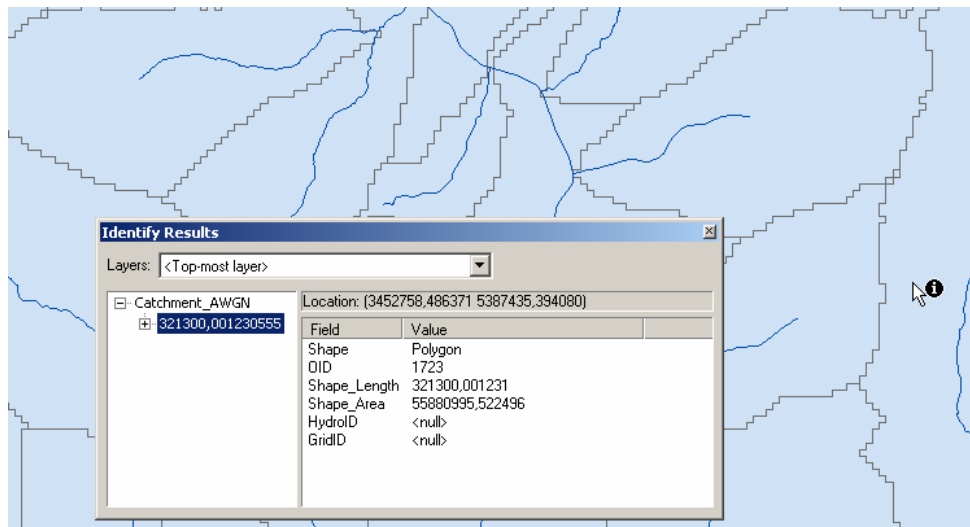 Identify Results
Layers: <Top-most layer>
Catchment_AWGN
321300,001230555
Location: (3452758,486371 5387435,394080)
Field Value
Shape Polygon
OID 1723
Shape_Length 321300,001231
Shape_Area 55880995,522496
HydroID <null>
GridID <null>